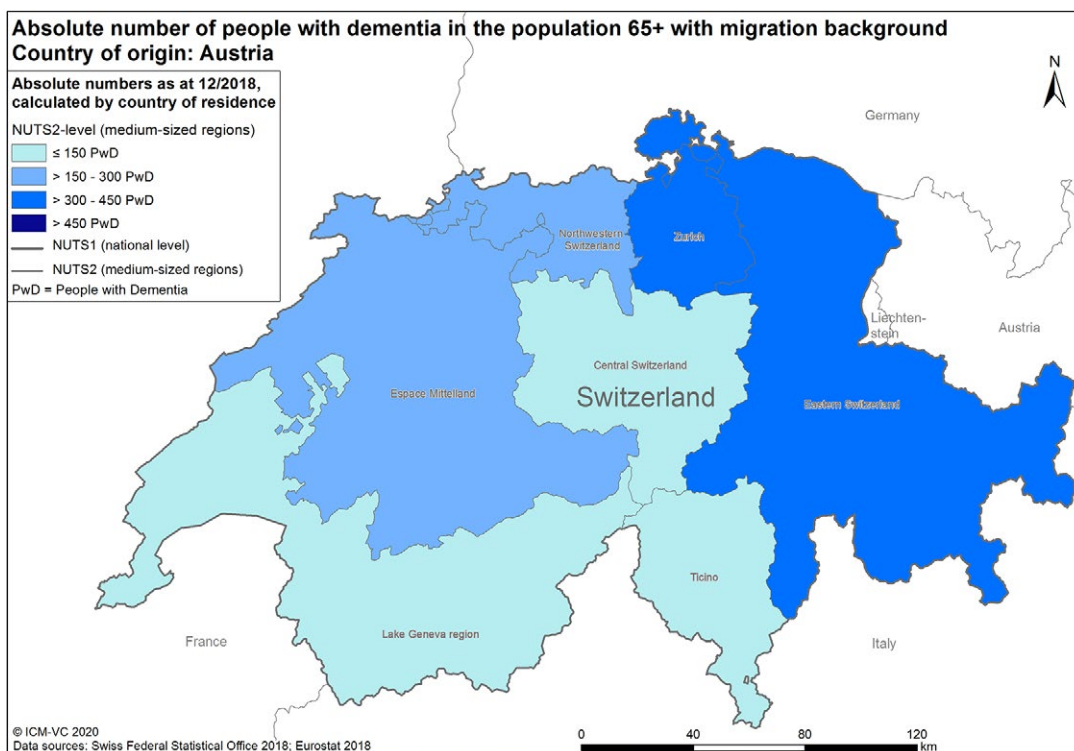 Absolute number of people with dementia in the population 65+ with migration background
Country of origin: Austria
Absolute numbers as at 12/2018,
calculated by country of residence
NUTS2-level (medium-sized regions)
≤ 150 PwD
> 150 - 300 PwD
> 300 - 450 PwD
> 450 PwD
NUTS1 (national level)
NUTS2 (medium-sized regions)
PwD = People with Dementia
N
Germany
Northwestern
Switzerland
Zurich
Liechten-
stein
Austria
Central Switzerland
Switzerland
Espace Mittelland
Eastern Switzerland
Ticino
Lake Geneva region
France
Italy
© ICM-VC 2020
Data sources: Swiss Federal Statistical Office 2018; Eurostat 2018
0 40 80 120
km